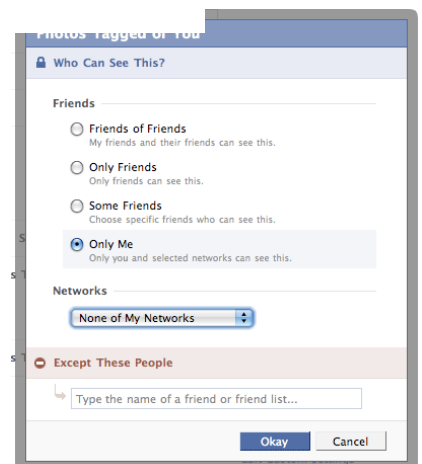 Photos Tagged of You
Who Can See This?
Friends
Friends of Friends
My friends and their friends can see this.
Only Friends
Only friends can see this.
Some Friends
Choose specific friends who can see this.
Only Me
Only you and selected networks can see this.
Networks
None of My Networks
Except These People
Type the name of a friend or friend list...
Okay
Cancel